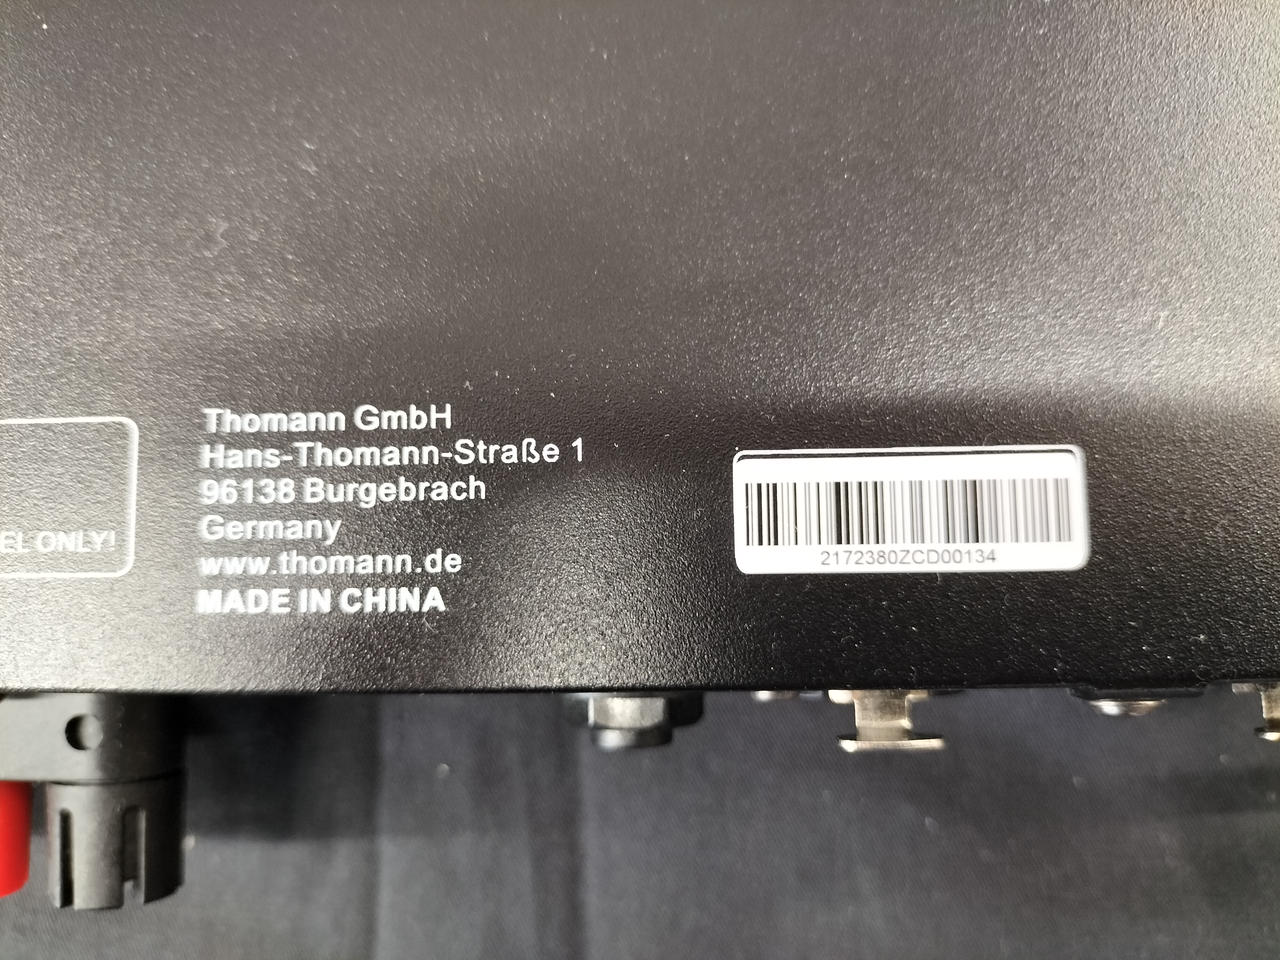 EL ONLY!
Thomann GmbH
Hans-Thomann-Straße 1
96138 Burgebrach
Germany
www.thomann.de
MADE IN CHINA
2172380ZCD00134